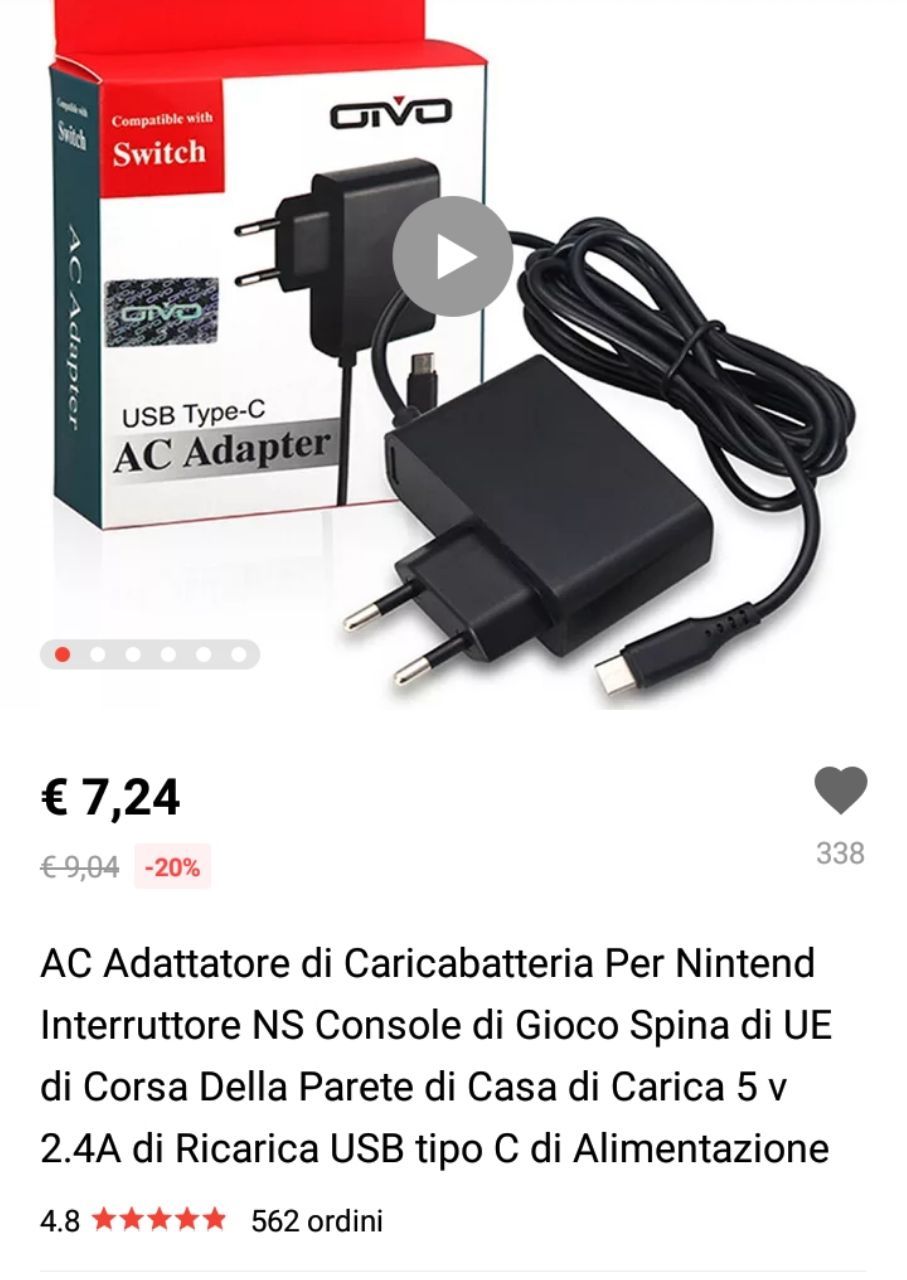 Compatible with
Switch
OIVO
Compatible with
Switch
AC Adapter
OIVO
USB Type-C
AC Adapter
€ 7,24
€ 9,04 -20%
338
AC Adattatore di Caricabatteria Per Nintend
Interruttore NS Console di Gioco Spina di UE
di Corsa Della Parete di Casa di Carica 5 v
2.4A di Ricarica USB tipo C di Alimentazione
4.8 562 ordini